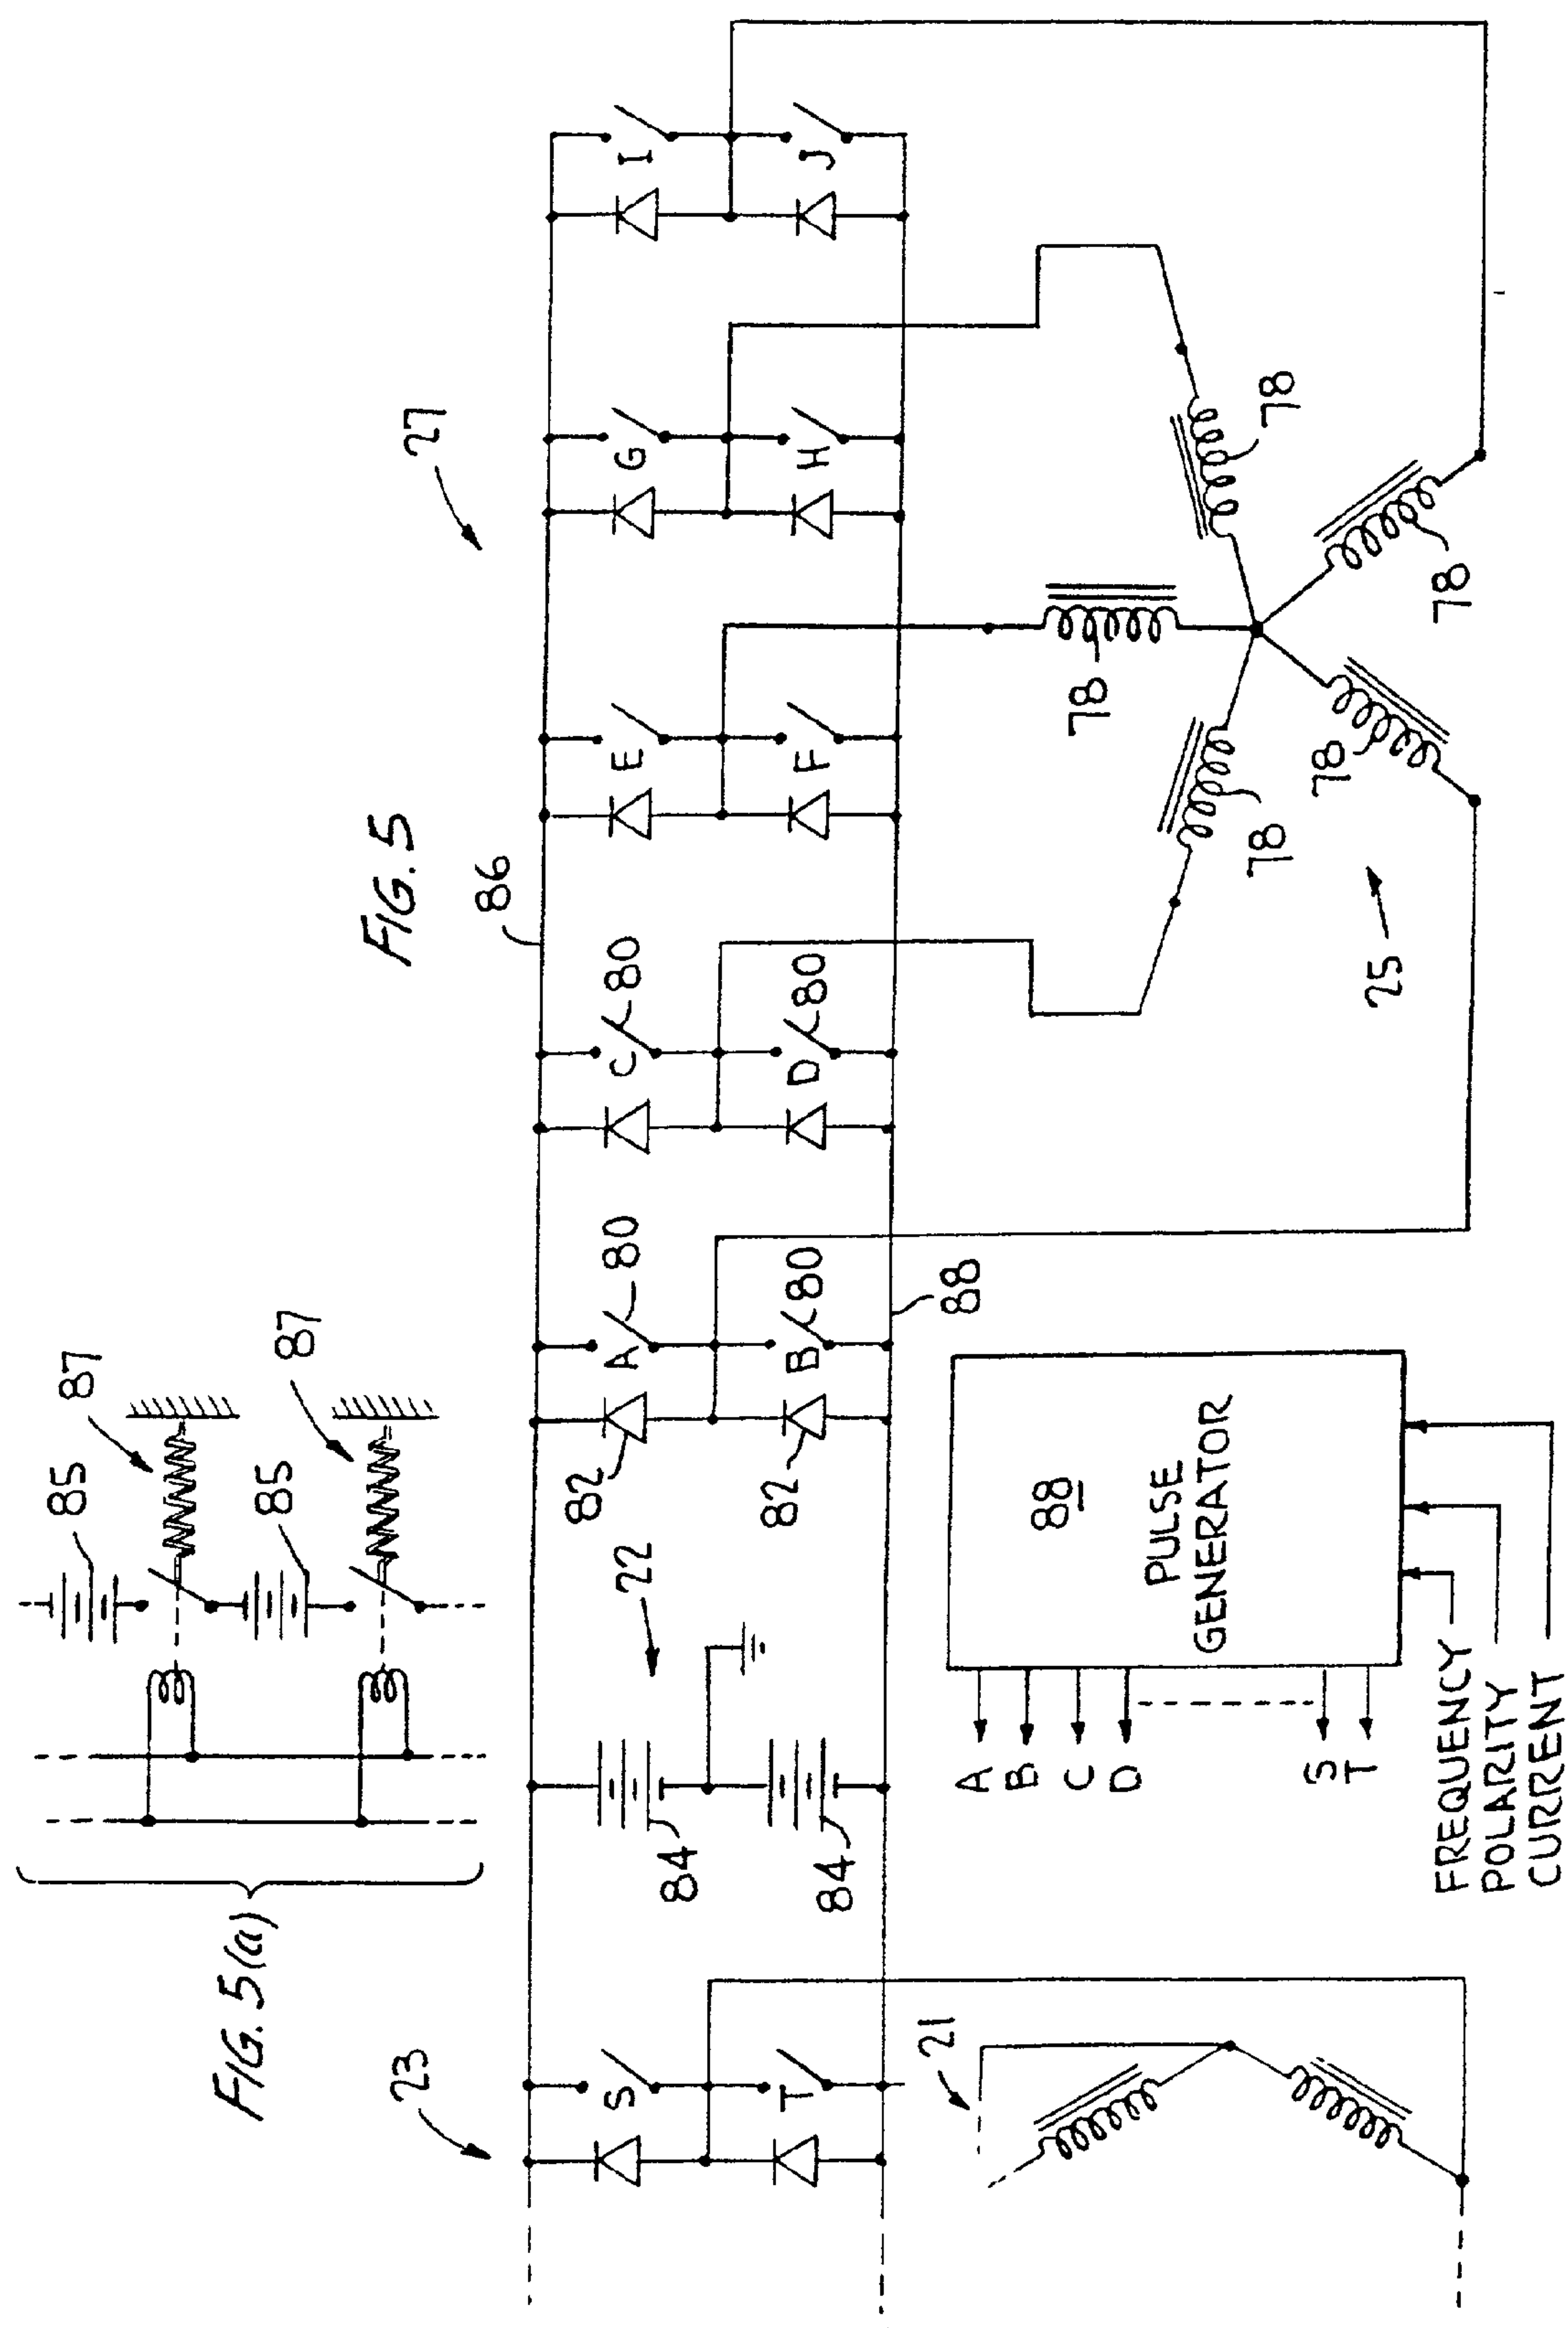 FIG. 5
FIG. 5(a)
85
87
85
87
23
S
T
21
22
84
84
82
82
A
80
B
80
88
86
C
80
D
80
E
F
27
G
H
I
J
78
78
78
78
78
25
88
PULSE
GENERATOR
A
B
C
D
S
T
FREQUENCY
POLARITY
CURRENT